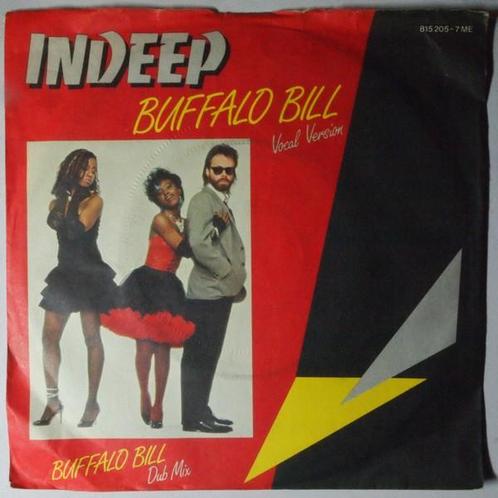 815 205-7 ME
INDEEP
BUFFALO BILL
Vocal Version
BUFFALO BILL
Dub Mix